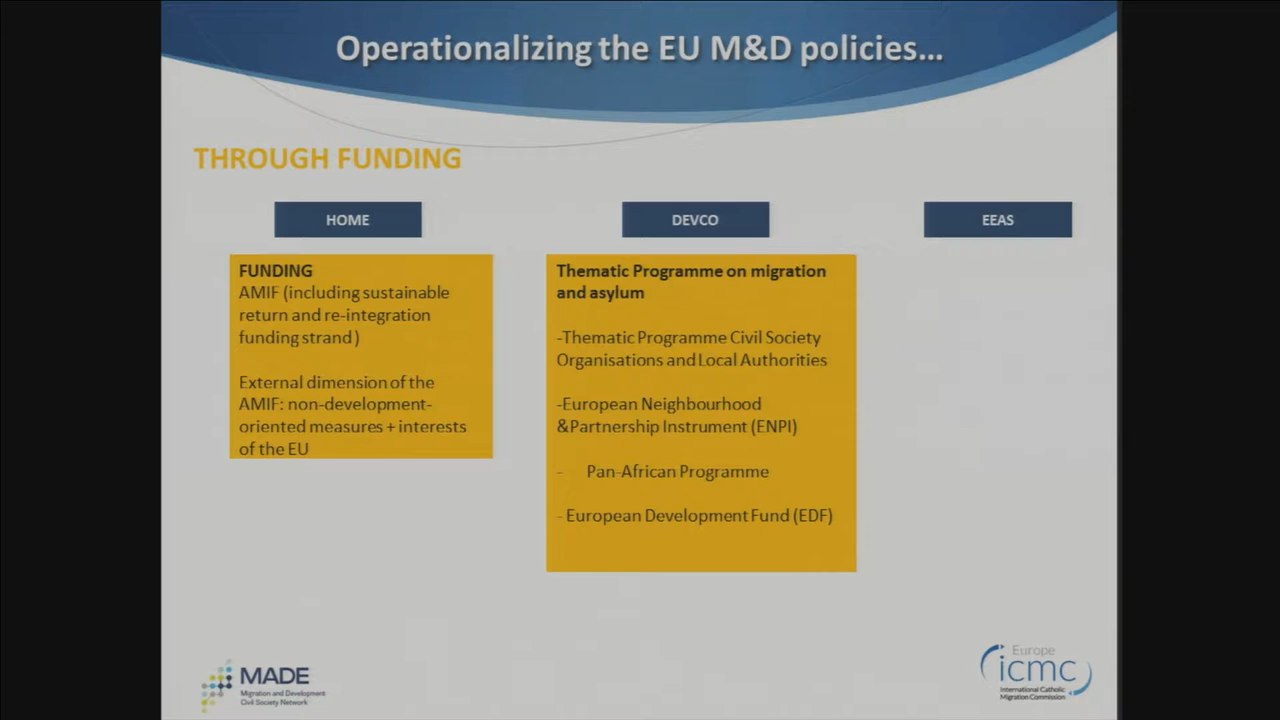 Operationalizing the EU M&D policies...
THROUGH FUNDING
HOME
DEVCO
EEAS
FUNDING
AMIF (including sustainable
return and re-integration
funding strand)
External dimension of the
AMIF: non-development-
oriented measures + interests
of the EU
Thematic Programme on migration
and asylum
-Thematic Programme Civil Society
Organisations and Local Authorities
-European Neighbourhood
&Partnership Instrument (ENPI)
- Pan-African Programme
- European Development Fund (EDF)
MADE
Migration and Development
Civil Society Network
Europe
icmc
International Catholic
Migration Commission